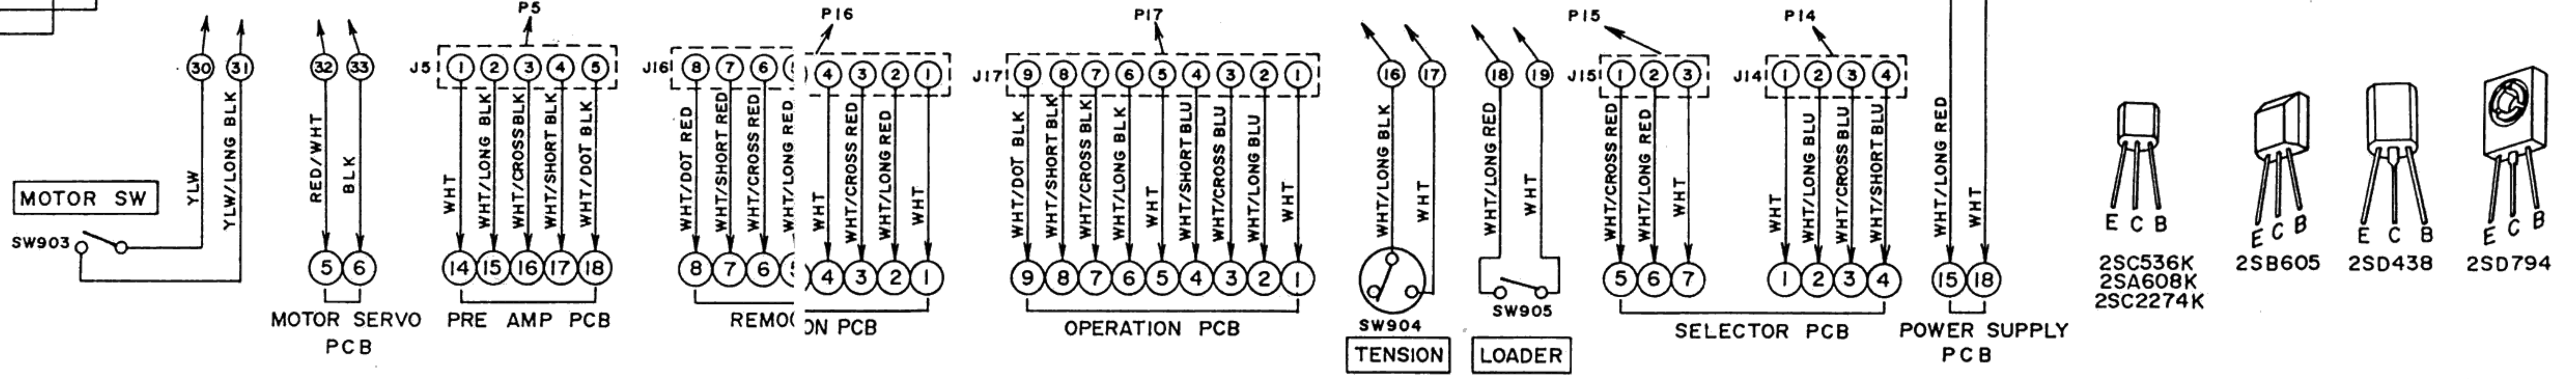 P5
P16
P17
P15
P14
30 31 32 33
J5 1 2 3 4 5
J16 8 7 6 4 3 2 1
J17 9 8 7 6 5 4 3 2 1
16 17 18 19
J15 1 2 3
J14 1 2 3 4
YLW
YLW/LONG BLK
RED/WHT
BLK
WHT
WHT/LONG BLK
WHT/CROSS BLK
WHT/SHORT BLK
WHT/DOT BLK
WHT/DOT RED
WHT/SHORT RED
WHT/CROSS RED
WHT/LONG RED
WHT
WHT/CROSS RED
WHT/LONG RED
WHT
WHT/DOT BLK
WHT/SHORT BLK
WHT/CROSS BLK
WHT/LONG BLK
WHT
WHT/SHORT BLU
WHT/CROSS BLU
WHT/LONG BLU
WHT
WHT/LONG BLK
WHT
WHT/LONG RED
WHT
WHT/CROSS RED
WHT/LONG RED
WHT
WHT
WHT/LONG BLU
WHT/CROSS BLU
WHT/SHORT BLU
WHT/LONG RED
WHT
MOTOR SW
SW903
5 6
14 15 16 17 18
8 7 6 4 3 2 1
9 8 7 6 5 4 3 2 1
5 6 7
1 2 3 4
15 18
MOTOR SERVO
PCB
PRE AMP PCB
REMO
ON PCB
OPERATION PCB
SW904
TENSION
SW905
LOADER
SELECTOR PCB
POWER SUPPLY
PCB
E C B
2SC536K
2SA608K
2SC2274K
E C B
2SB605
E C B
2SD438
E C B
2SD794